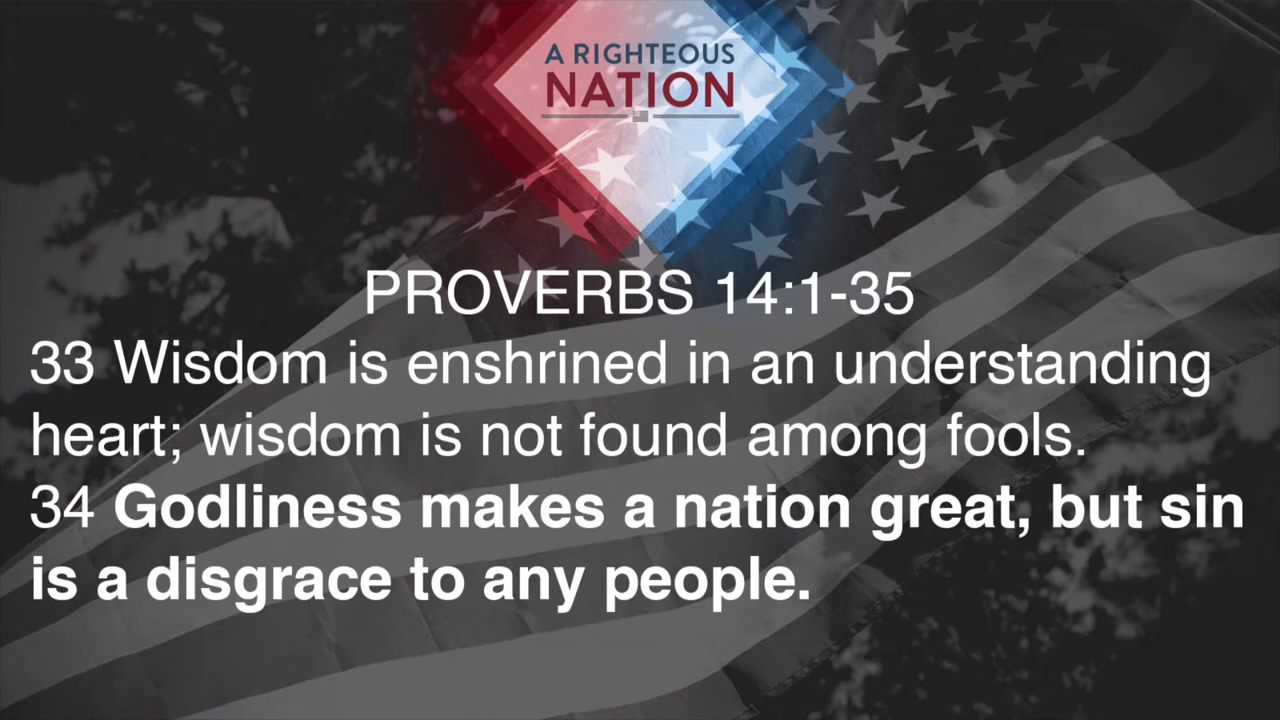 A RIGHTEOUS
NATION
PROVERBS 14:1-35
33 Wisdom is enshrined in an understanding
heart; wisdom is not found among fools.
34 Godliness makes a nation great, but sin
is a disgrace to any people.